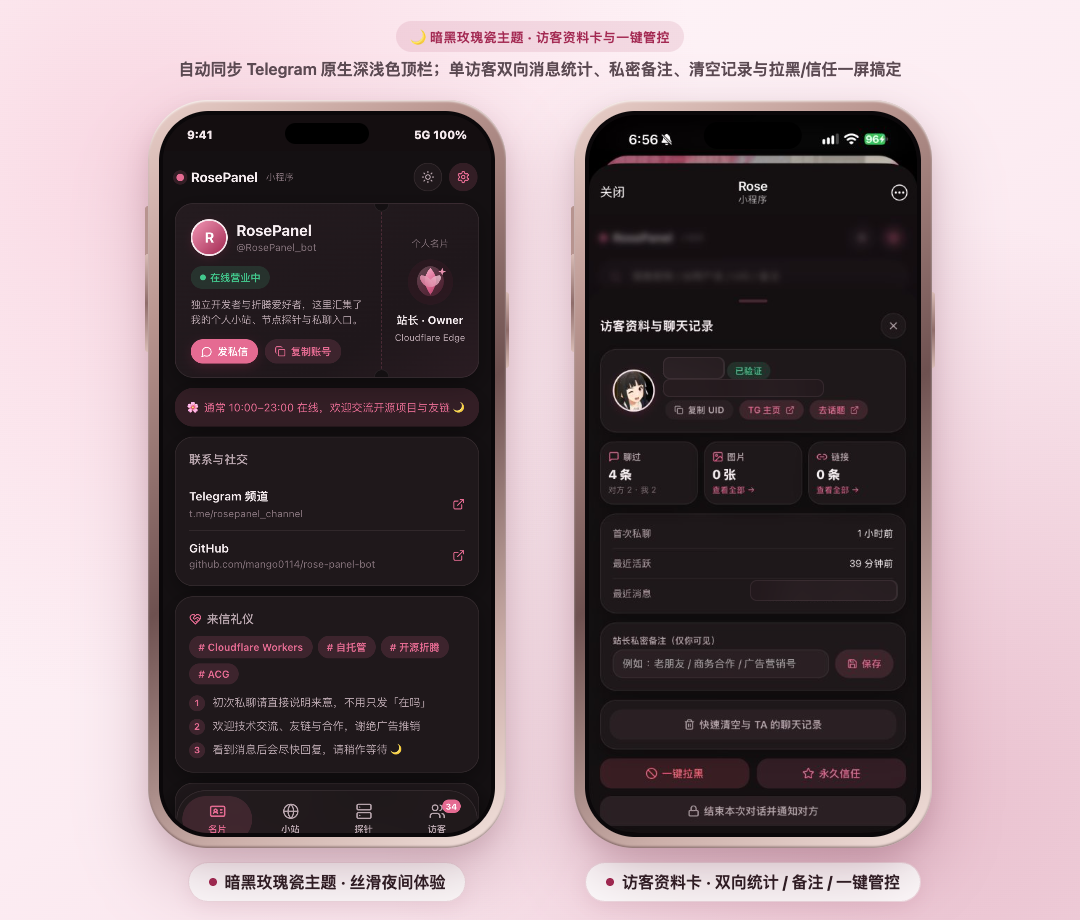 🌙 暗黑玫瑰瓷主题 · 访客资料卡与一键管控
自动同步 Telegram 原生深浅色顶栏；单访客双向消息统计、私密备注、清空记录与拉黑/信任一屏搞定
9:41
5G 100%
RosePanel 小程序
R
RosePanel
@RosePanel_bot
在线营业中
独立开发者与折腾爱好者，这里汇集了
我的个人小站、节点探针与私聊入口。
发私信
复制账号
个人名片
站长 · Owner
Cloudflare Edge
🌸 通常 10:00–23:00 在线，欢迎交流开源项目与友链 🌙
联系与社交
Telegram 频道
t.me/rosepanel_channel
GitHub
github.com/mango0114/rose-panel-bot
来信礼仪
# Cloudflare Workers
# 自托管
# 开源折腾
# ACG
1 初次私聊请直接说明来意，不用只发「在吗」
2 欢迎技术交流、友链与合作，谢绝广告推销
3 看到消息后会尽快回复，请稍作等待 🌙
名片
小站
探针
访客
34
暗黑玫瑰瓷主题 · 丝滑夜间体验
6:56
96
关闭
Rose
小程序
RosePanel
访客资料与聊天记录
已验证
复制 UID
TG 主页
去话题
聊过
4 条
对方 2 · 我 2
图片
0 张
查看全部 →
链接
0 条
查看全部 →
首次私聊
1 小时前
最近活跃
39 分钟前
最近消息
站长私密备注（仅你可见）
例如：老朋友 / 商务合作 / 广告营销号
保存
快速清空与 TA 的聊天记录
一键拉黑
永久信任
结束本次对话并通知对方
访客资料卡 · 双向统计 / 备注 / 一键管控